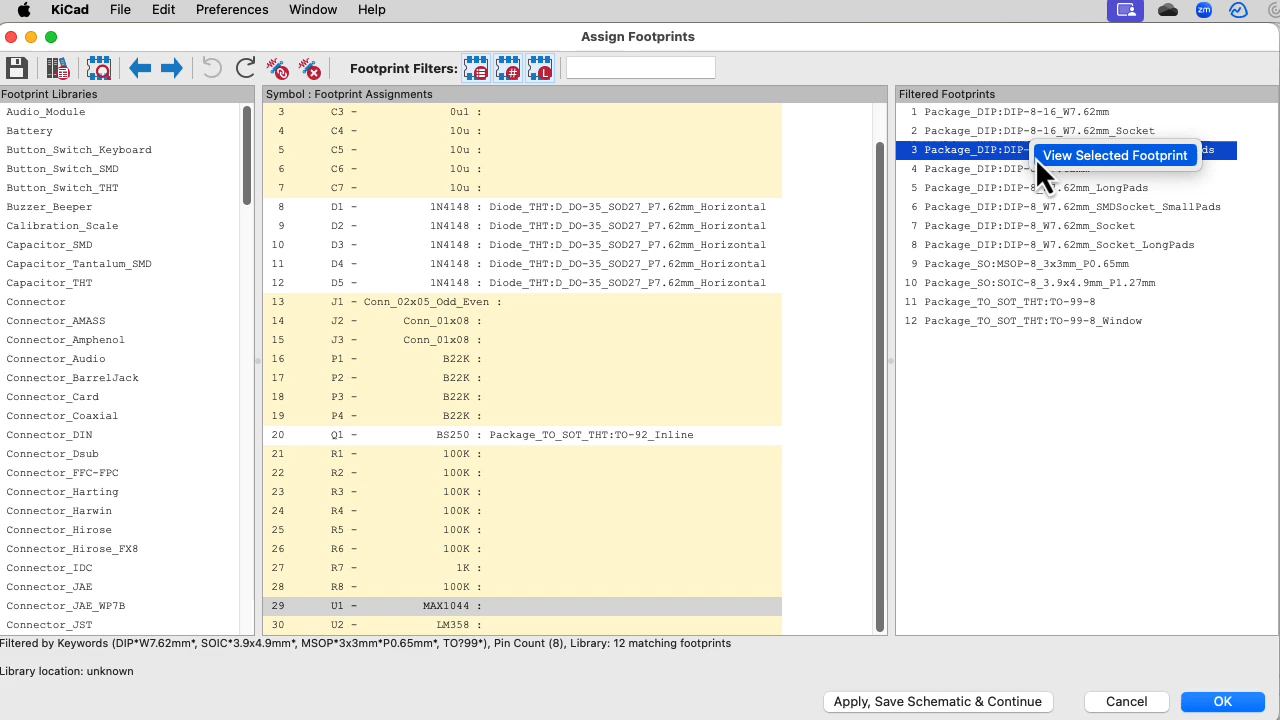 KiCad File Edit Preferences Window Help zm
Assign Footprints
Footprint Filters:
Footprint Libraries
Audio_Module
Battery
Button_Switch_Keyboard
Button_Switch_SMD
Button_Switch_THT
Buzzer_Beeper
Calibration_Scale
Capacitor_SMD
Capacitor_Tantalum_SMD
Capacitor_THT
Connector
Connector_AMASS
Connector_Amphenol
Connector_Audio
Connector_BarrelJack
Connector_Card
Connector_Coaxial
Connector_DIN
Connector_Dsub
Connector_FFC-FPC
Connector_Harting
Connector_Harwin
Connector_Hirose
Connector_Hirose_FX8
Connector_IDC
Connector_JAE
Connector_JAE_WP7B
Connector_JST
Symbol : Footprint Assignments
3 C3 - 0u1 :
4 C4 - 10u :
5 C5 - 10u :
6 C6 - 10u :
7 C7 - 10u :
8 D1 - 1N4148 : Diode_THT:D_DO-35_SOD27_P7.62mm_Horizontal
9 D2 - 1N4148 : Diode_THT:D_DO-35_SOD27_P7.62mm_Horizontal
10 D3 - 1N4148 : Diode_THT:D_DO-35_SOD27_P7.62mm_Horizontal
11 D4 - 1N4148 : Diode_THT:D_DO-35_SOD27_P7.62mm_Horizontal
12 D5 - 1N4148 : Diode_THT:D_DO-35_SOD27_P7.62mm_Horizontal
13 J1 - Conn_02x05_Odd_Even :
14 J2 - Conn_01x08 :
15 J3 - Conn_01x08 :
16 P1 - B22K :
17 P2 - B22K :
18 P3 - B22K :
19 P4 - B22K :
20 Q1 - BS250 : Package_TO_SOT_THT:TO-92_Inline
21 R1 - 100K :
22 R2 - 100K :
23 R3 - 100K :
24 R4 - 100K :
25 R5 - 100K :
26 R6 - 100K :
27 R7 - 1K :
28 R8 - 100K :
29 U1 - MAX1044 :
30 U2 - LM358 :
Filtered Footprints
1 Package_DIP:DIP-8-16_W7.62mm
2 Package_DIP:DIP-8-16_W7.62mm_Socket
3 Package_DIP:DIP-
View Selected Footprint
4 Package_DIP:DIP-
5 Package_DIP:DIP-8_W7.62mm_LongPads
6 Package_DIP:DIP-8_W7.62mm_SMDSocket_SmallPads
7 Package_DIP:DIP-8_W7.62mm_Socket
8 Package_DIP:DIP-8_W7.62mm_Socket_LongPads
9 Package_SO:MSOP-8_3x3mm_P0.65mm
10 Package_SO:SOIC-8_3.9x4.9mm_P1.27mm
11 Package_TO_SOT_THT:TO-99-8
12 Package_TO_SOT_THT:TO-99-8_Window
Filtered by Keywords (DIP*W7.62mm*, SOIC*3.9x4.9mm*, MSOP*3x3mm*P0.65mm*, TO?99*), Pin Count (8), Library: 12 matching footprints
Library location: unknown
Apply, Save Schematic & Continue Cancel OK